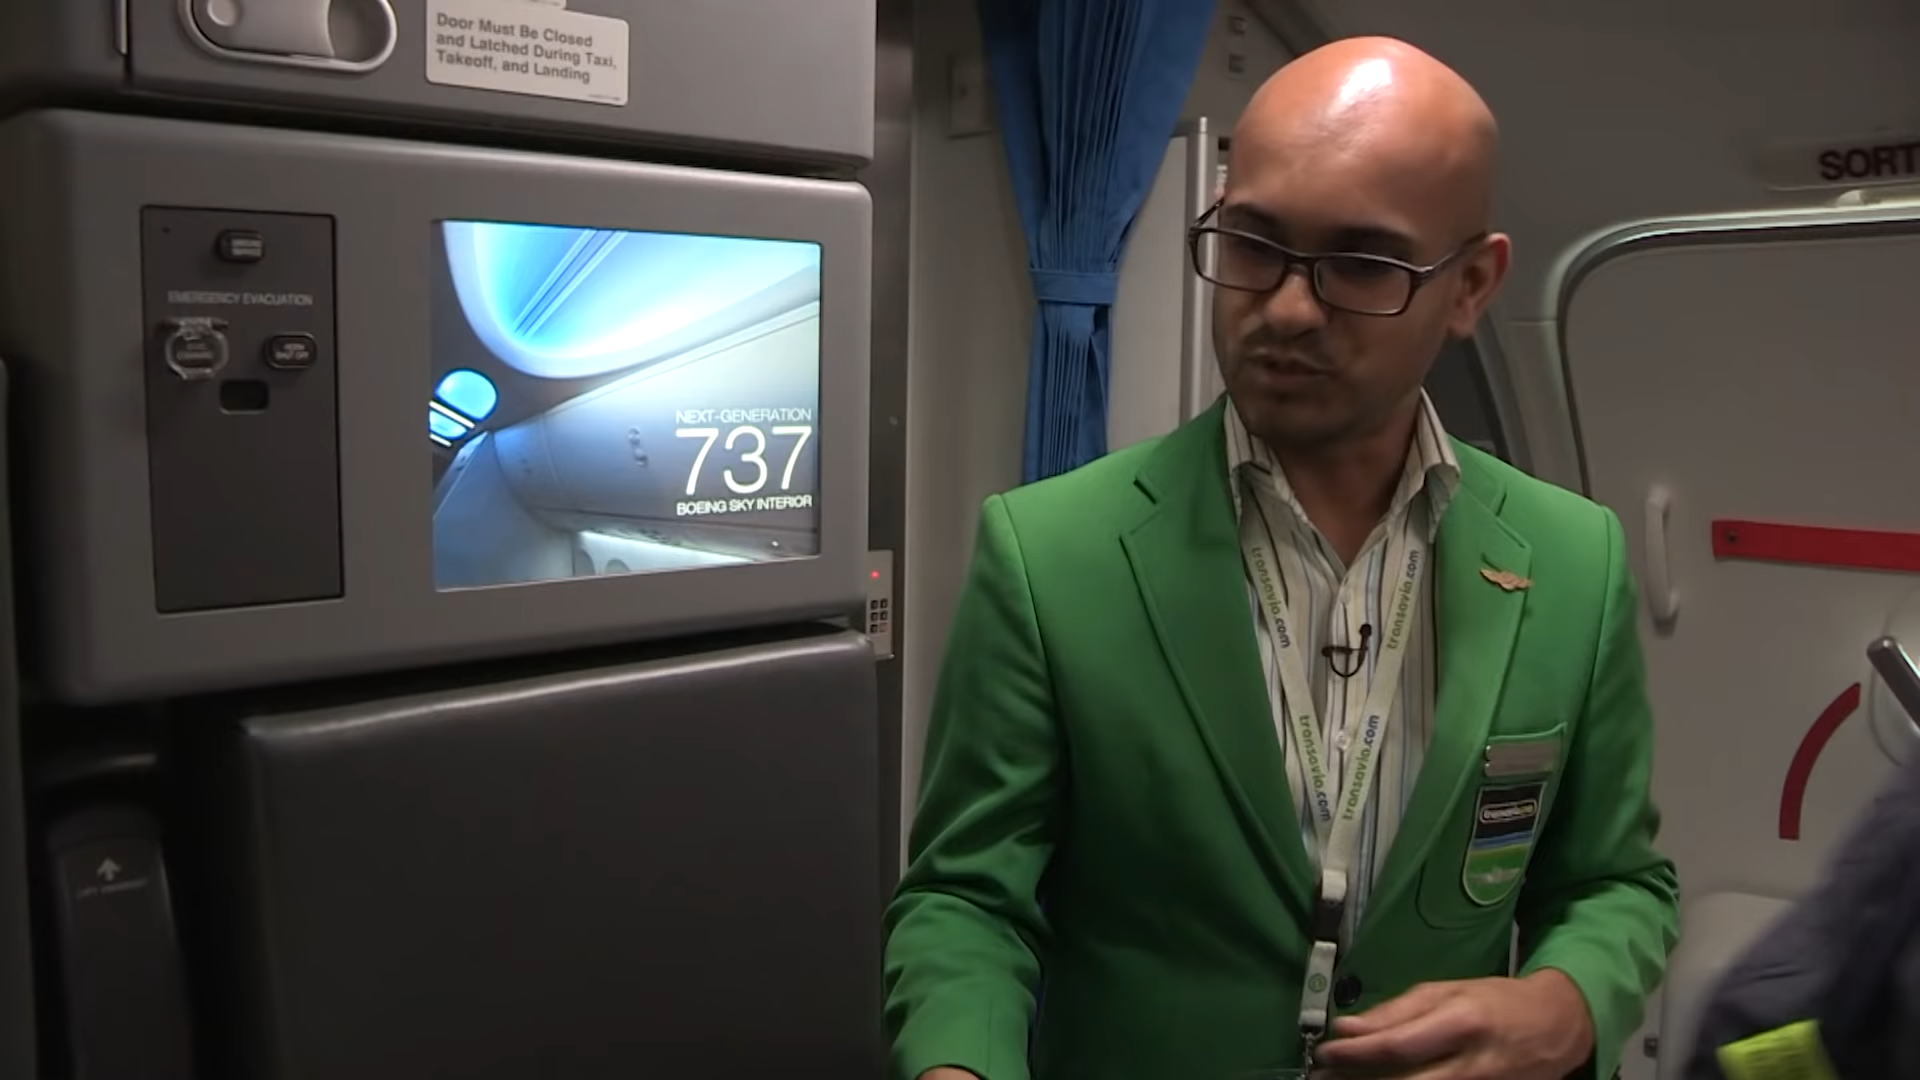 Door Must Be Closed
and Latched During Taxi,
Takeoff, and Landing
SORT
EMERGENCY EVACUATION
NEXT-GENERATION
737
BOEING SKY INTERIOR
transavia.com
transavia.com
transavia.com
transavia.com